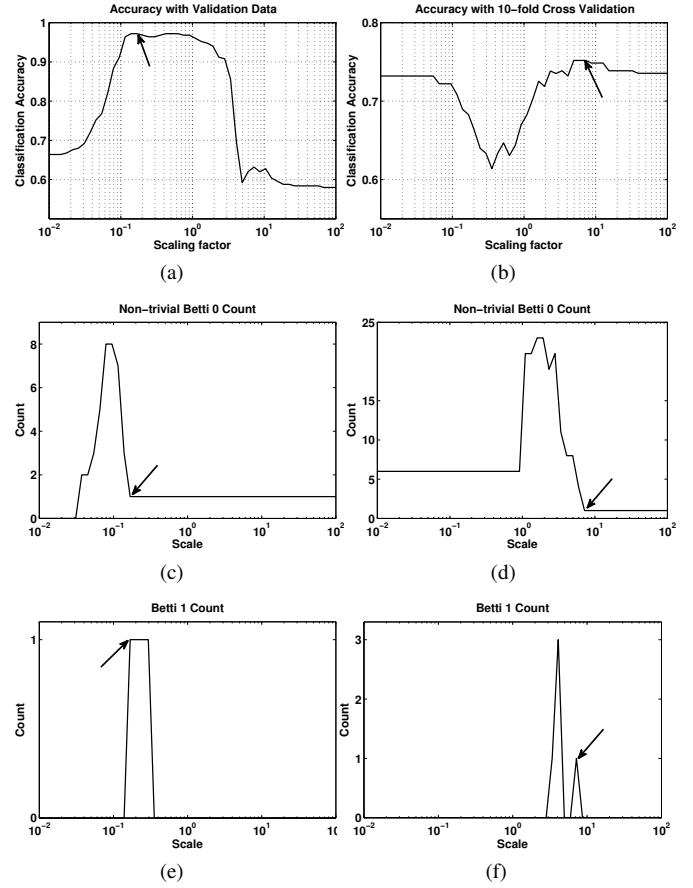 Accuracy with Validation Data
1
0.9
0.8
0.7
0.6
Classification Accuracy
10^-2 10^-1 10^0 10^1 10^2
Scaling factor
(a)
Accuracy with 10-fold Cross Validation
0.8
0.7
0.6
Classification Accuracy
10^-2 10^-1 10^0 10^1 10^2
Scaling factor
(b)
Non-trivial Betti 0 Count
8
6
4
2
0
Count
10^-2 10^-1 10^0 10^1 10^2
Scale
(c)
Non-trivial Betti 0 Count
25
20
15
10
5
0
Count
10^-2 10^-1 10^0 10^1 10^2
Scale
(d)
Betti 1 Count
1
0
Count
10^-2 10^-1 10^0 10^1 10^2
Scale
(e)
Betti 1 Count
3
2
1
0
Count
10^-2 10^-1 10^0 10^1 10^2
Scale
(f)